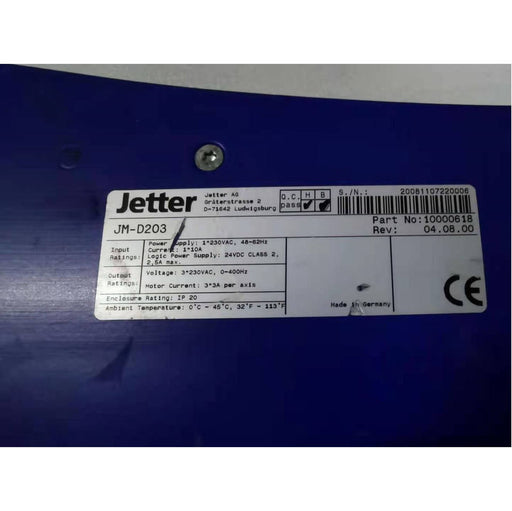 Jetter
Jetter AG
Gräterstrasse 2
D-71642 Ludwigsburg
Q.C. H B
pass ✓ ✓
S./N.: 20081107220006
Part No:10000618
Rev: 04.08.00
JM-D203
Input Ratings:
Power Supply: 1*230VAC, 48-62Hz
Current: 1*10A
Logic Power Supply: 24VDC CLASS 2,
2,5A max.
Output Ratings:
Voltage: 3*230VAC, 0-400Hz
Motor Current: 3*3A per axis
Enclosure Rating: IP 20
Ambient Temperature: 0°C - 45°C, 32°F - 113°F
Made in Germany
CE